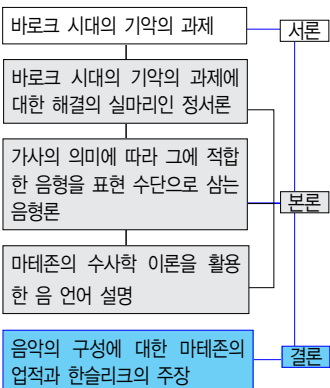 바로크 시대의 기악의 과제
서론
바로크 시대의 기악의 과제에
대한 해결의 실마리인 정서론
가사의 의미에 따라 그에 적합
한 음형을 표현 수단으로 삼는
음형론
본론
마테존의 수사학 이론을 활용
한 음 언어 설명
음악의 구성에 대한 마테존의
업적과 한슬리크의 주장
결론